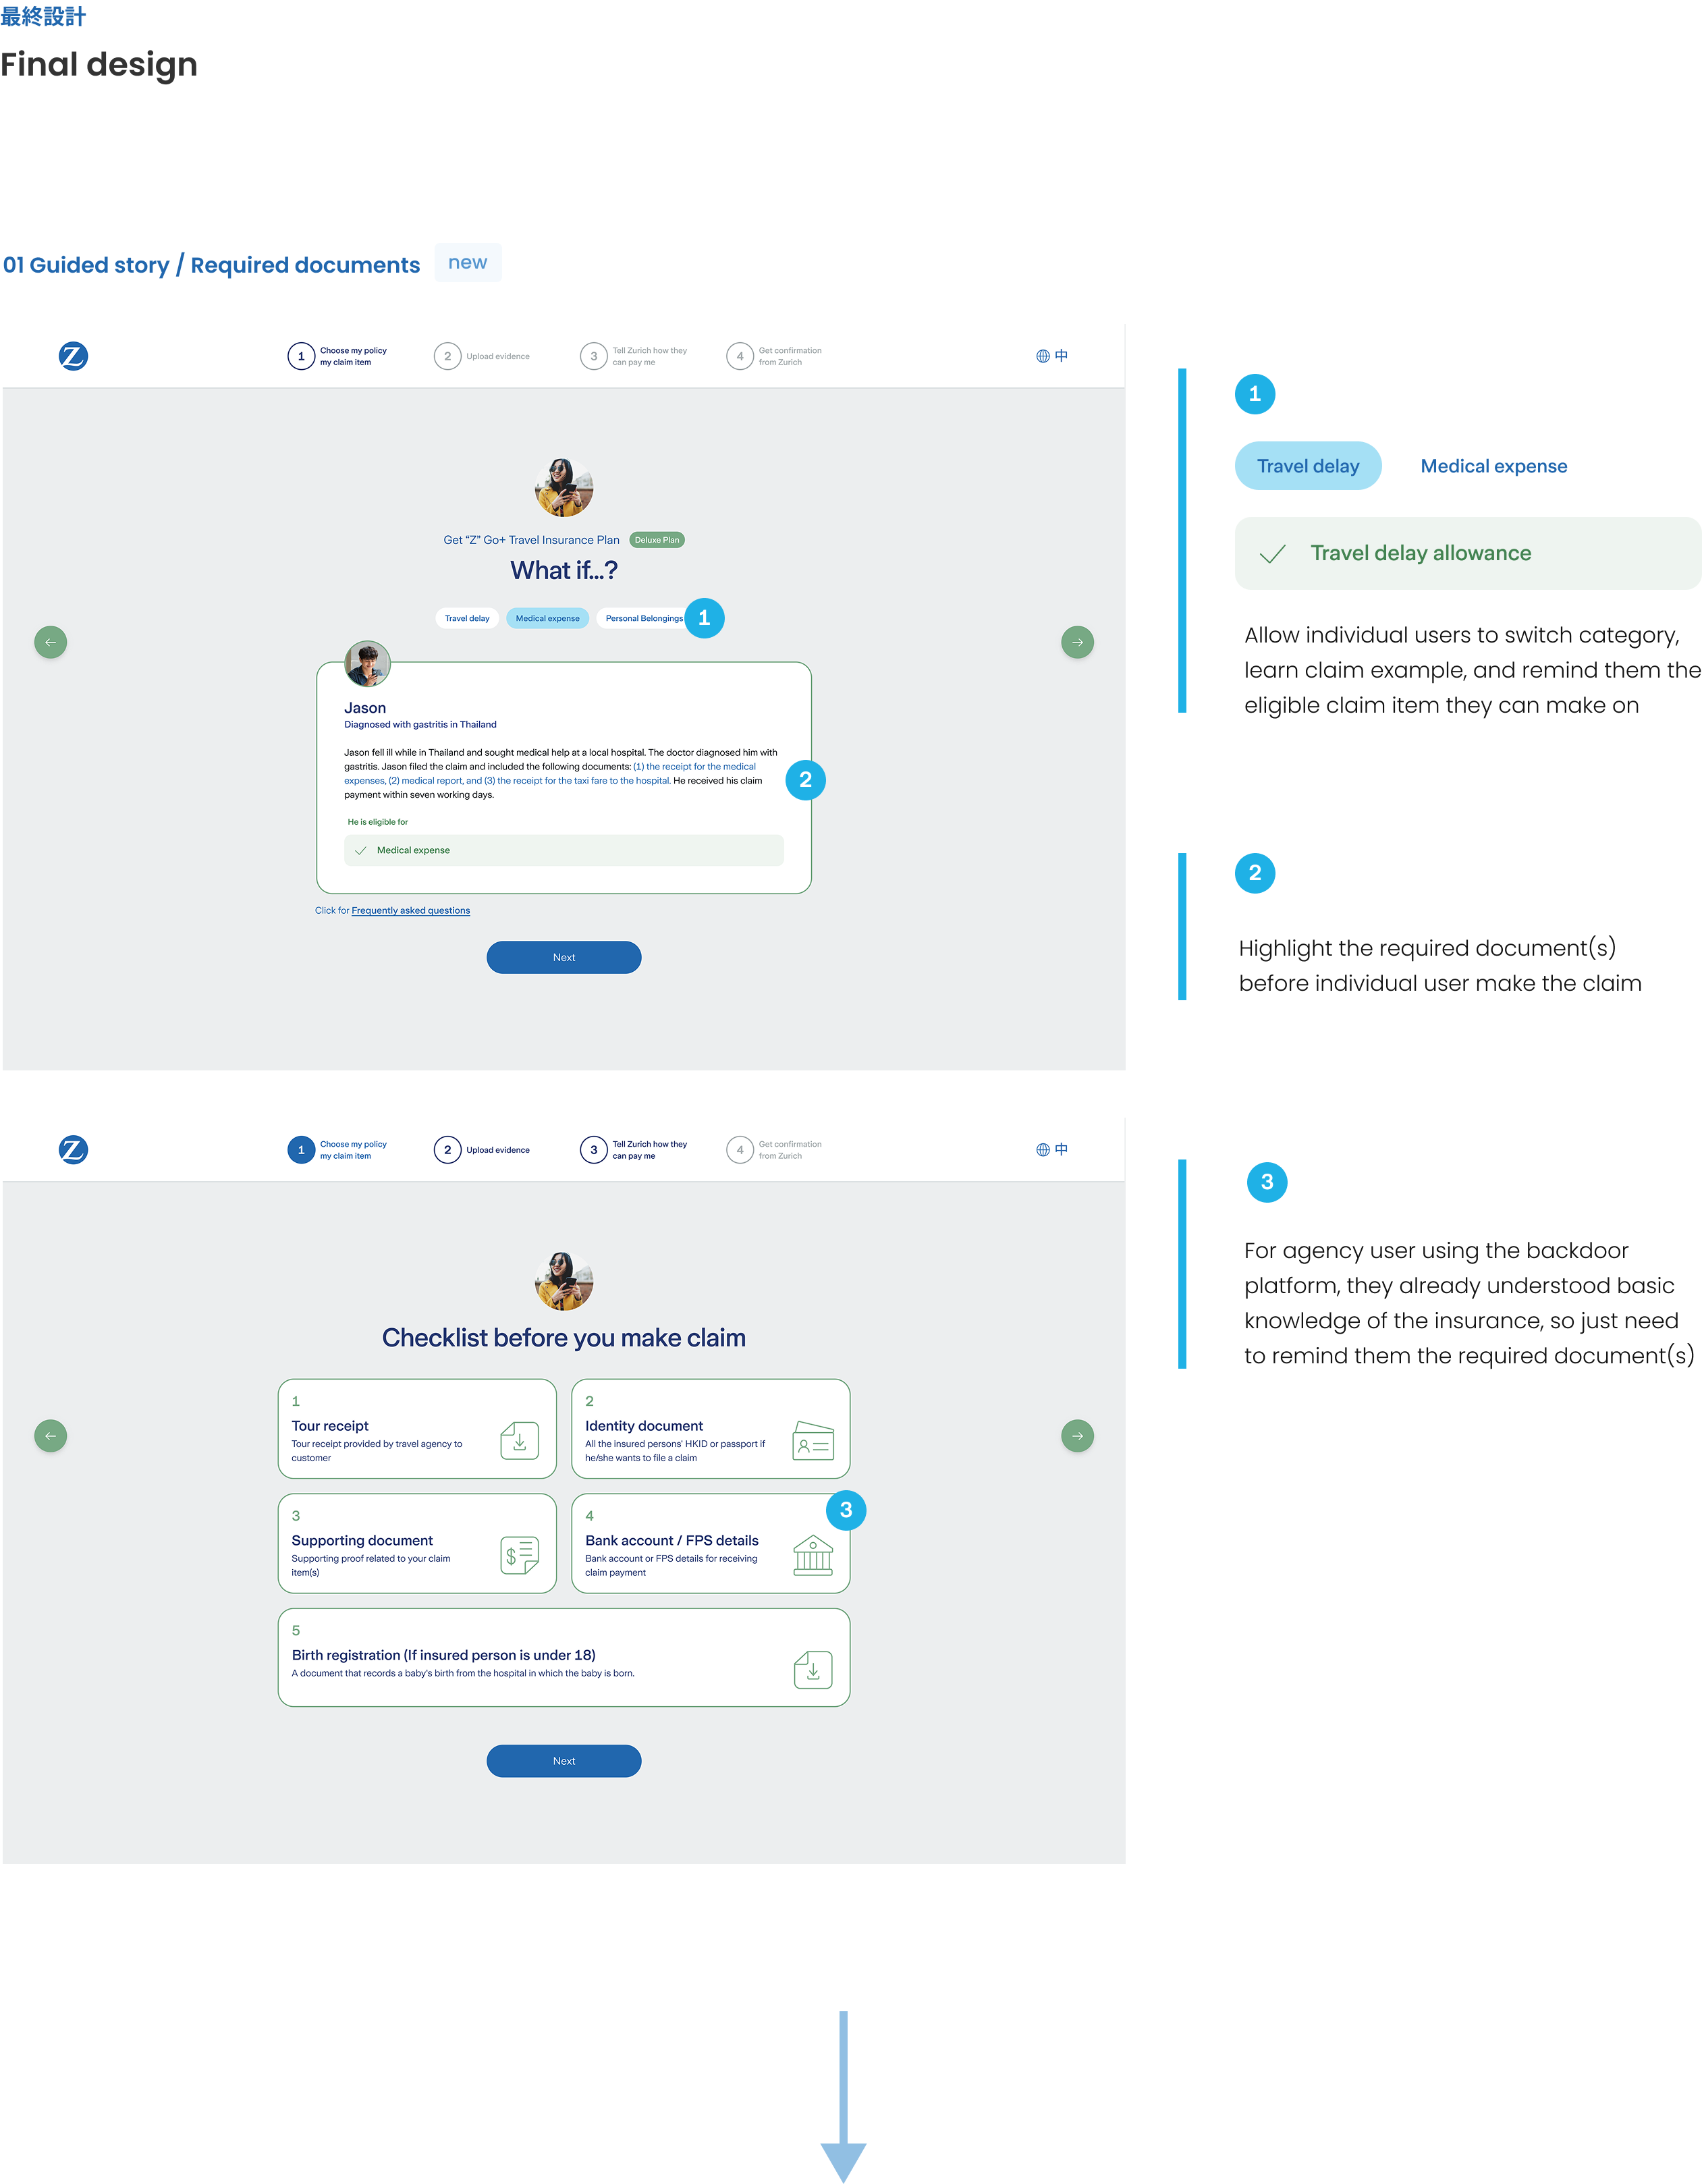 最終設計
Final design
01 Guided story / Required documents
new
Z
1
Choose my policy
my claim item
2
Upload evidence
3
Tell Zurich how they
can pay me
4
Get confirmation
from Zurich
中
Get “Z” Go+ Travel Insurance Plan
Deluxe Plan
What if...?
Travel delay
Medical expense
Personal Belongings
1
Jason
Diagnosed with gastritis in Thailand
Jason fell ill while in Thailand and sought medical help at a local hospital. The doctor diagnosed him with
gastritis. Jason filed the claim and included the following documents: (1) the receipt for the medical
expenses, (2) medical report, and (3) the receipt for the taxi fare to the hospital. He received his claim
payment within seven working days.
2
He is eligible for
Medical expense
Click for Frequently asked questions
Next
1
Travel delay
Medical expense
Travel delay allowance
Allow individual users to switch category,
learn claim example, and remind them the
eligible claim item they can make on
2
Highlight the required document(s)
before individual user make the claim
Z
1
Choose my policy
my claim item
2
Upload evidence
3
Tell Zurich how they
can pay me
4
Get confirmation
from Zurich
中
Checklist before you make claim
1
Tour receipt
Tour receipt provided by travel agency to
customer
2
Identity document
All the insured persons' HKID or passport if
he/she wants to file a claim
3
Supporting document
Supporting proof related to your claim
item(s)
$
3
4
Bank account / FPS details
Bank account or FPS details for receiving
claim payment
5
Birth registration (If insured person is under 18)
A document that records a baby's birth from the hospital in which the baby is born.
Next
3
For agency user using the backdoor
platform, they already understood basic
knowledge of the insurance, so just need
to remind them the required document(s)